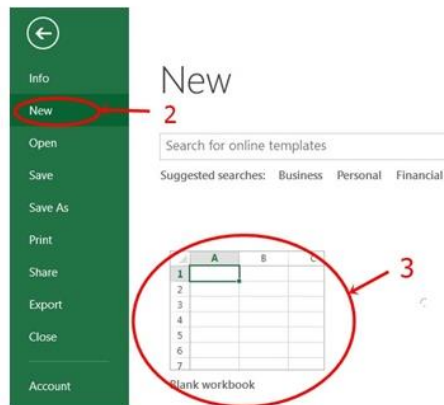 Info
New
Open
Save
Save As
Print
Share
Export
Close
Account
New
2
Search for online templates
Suggested searches: Business Personal Financial
A B C
1
2
3
4
5
6
7
3
Blank workbook